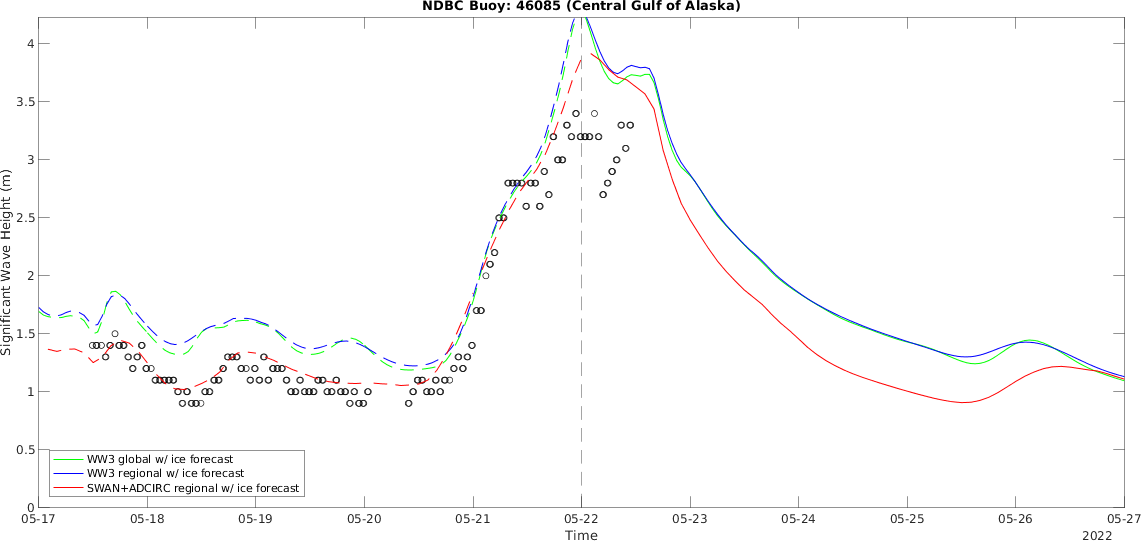 NDBC Buoy: 46085 (Central Gulf of Alaska)
4
3.5
3
2.5
2
1.5
1
0.5
0
Significant Wave Height (m)
WW3 global w/ ice forecast
WW3 regional w/ ice forecast
SWAN+ADCIRC regional w/ ice forecast
05-17 05-18 05-19 05-20 05-21 05-22 05-23 05-24 05-25 05-26 05-27
Time
2022